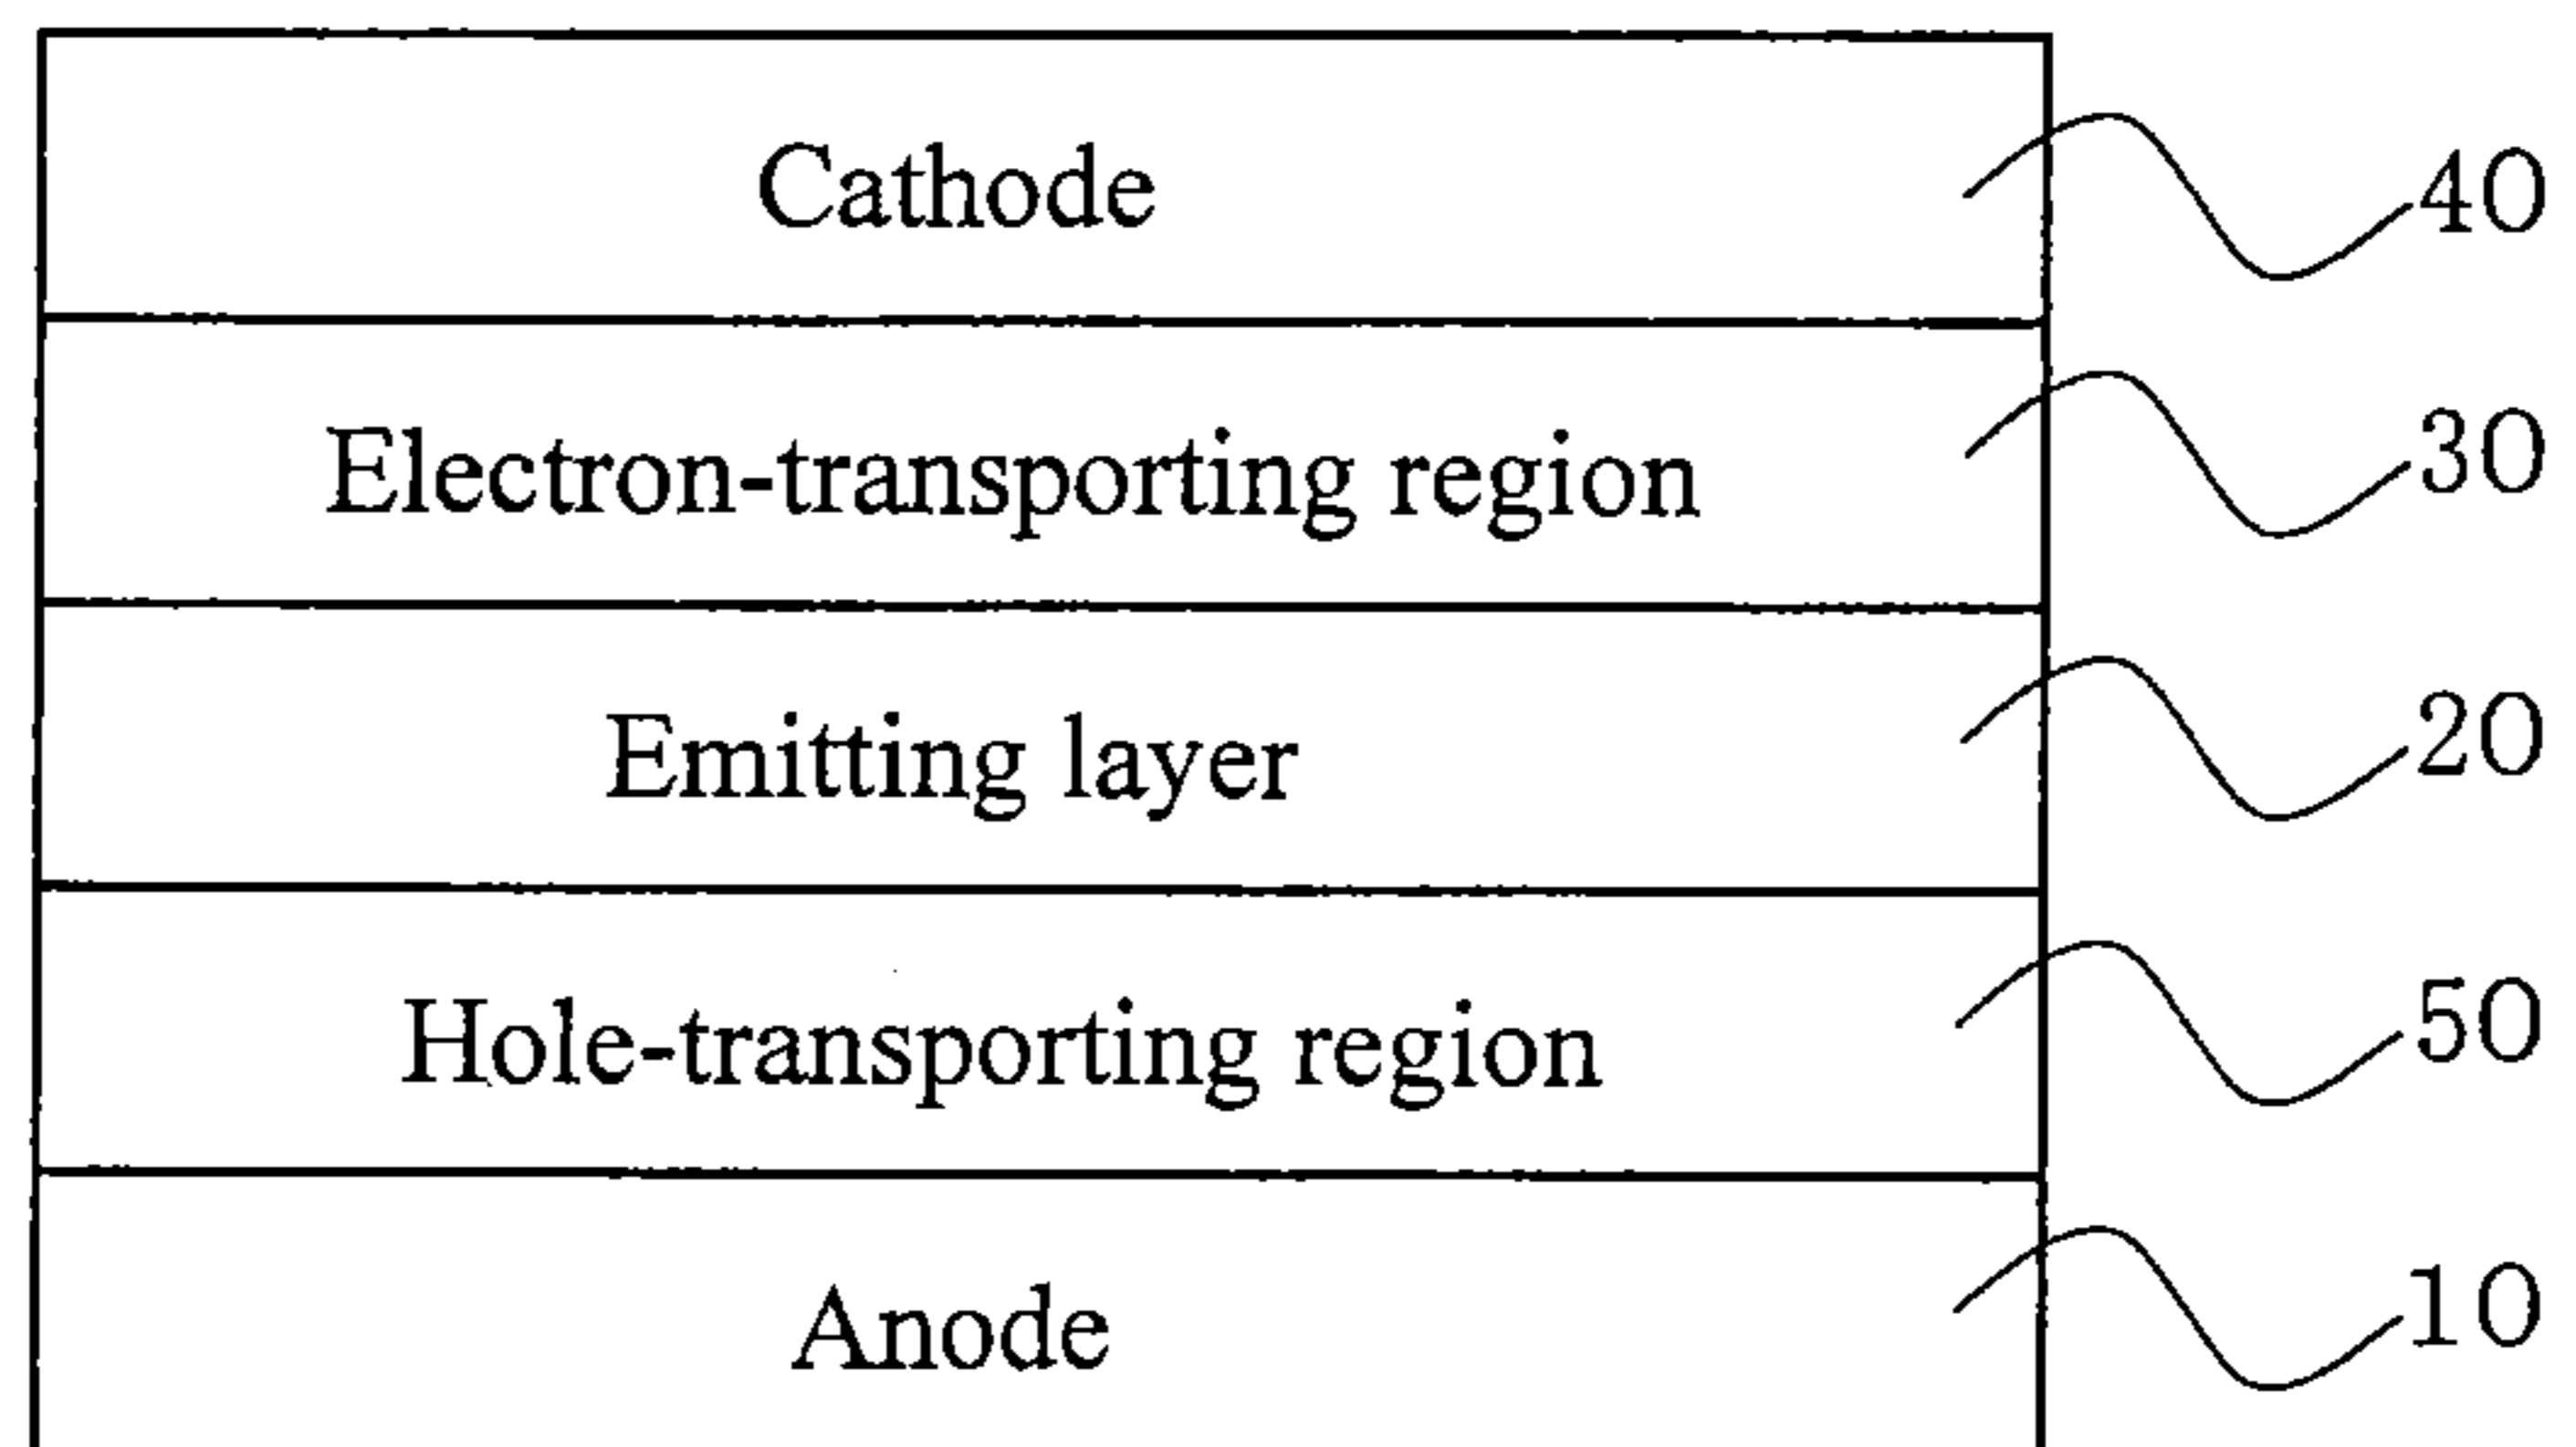 Cathode 40
Electron-transporting region 30
Emitting layer 20
Hole-transporting region 50
Anode 10